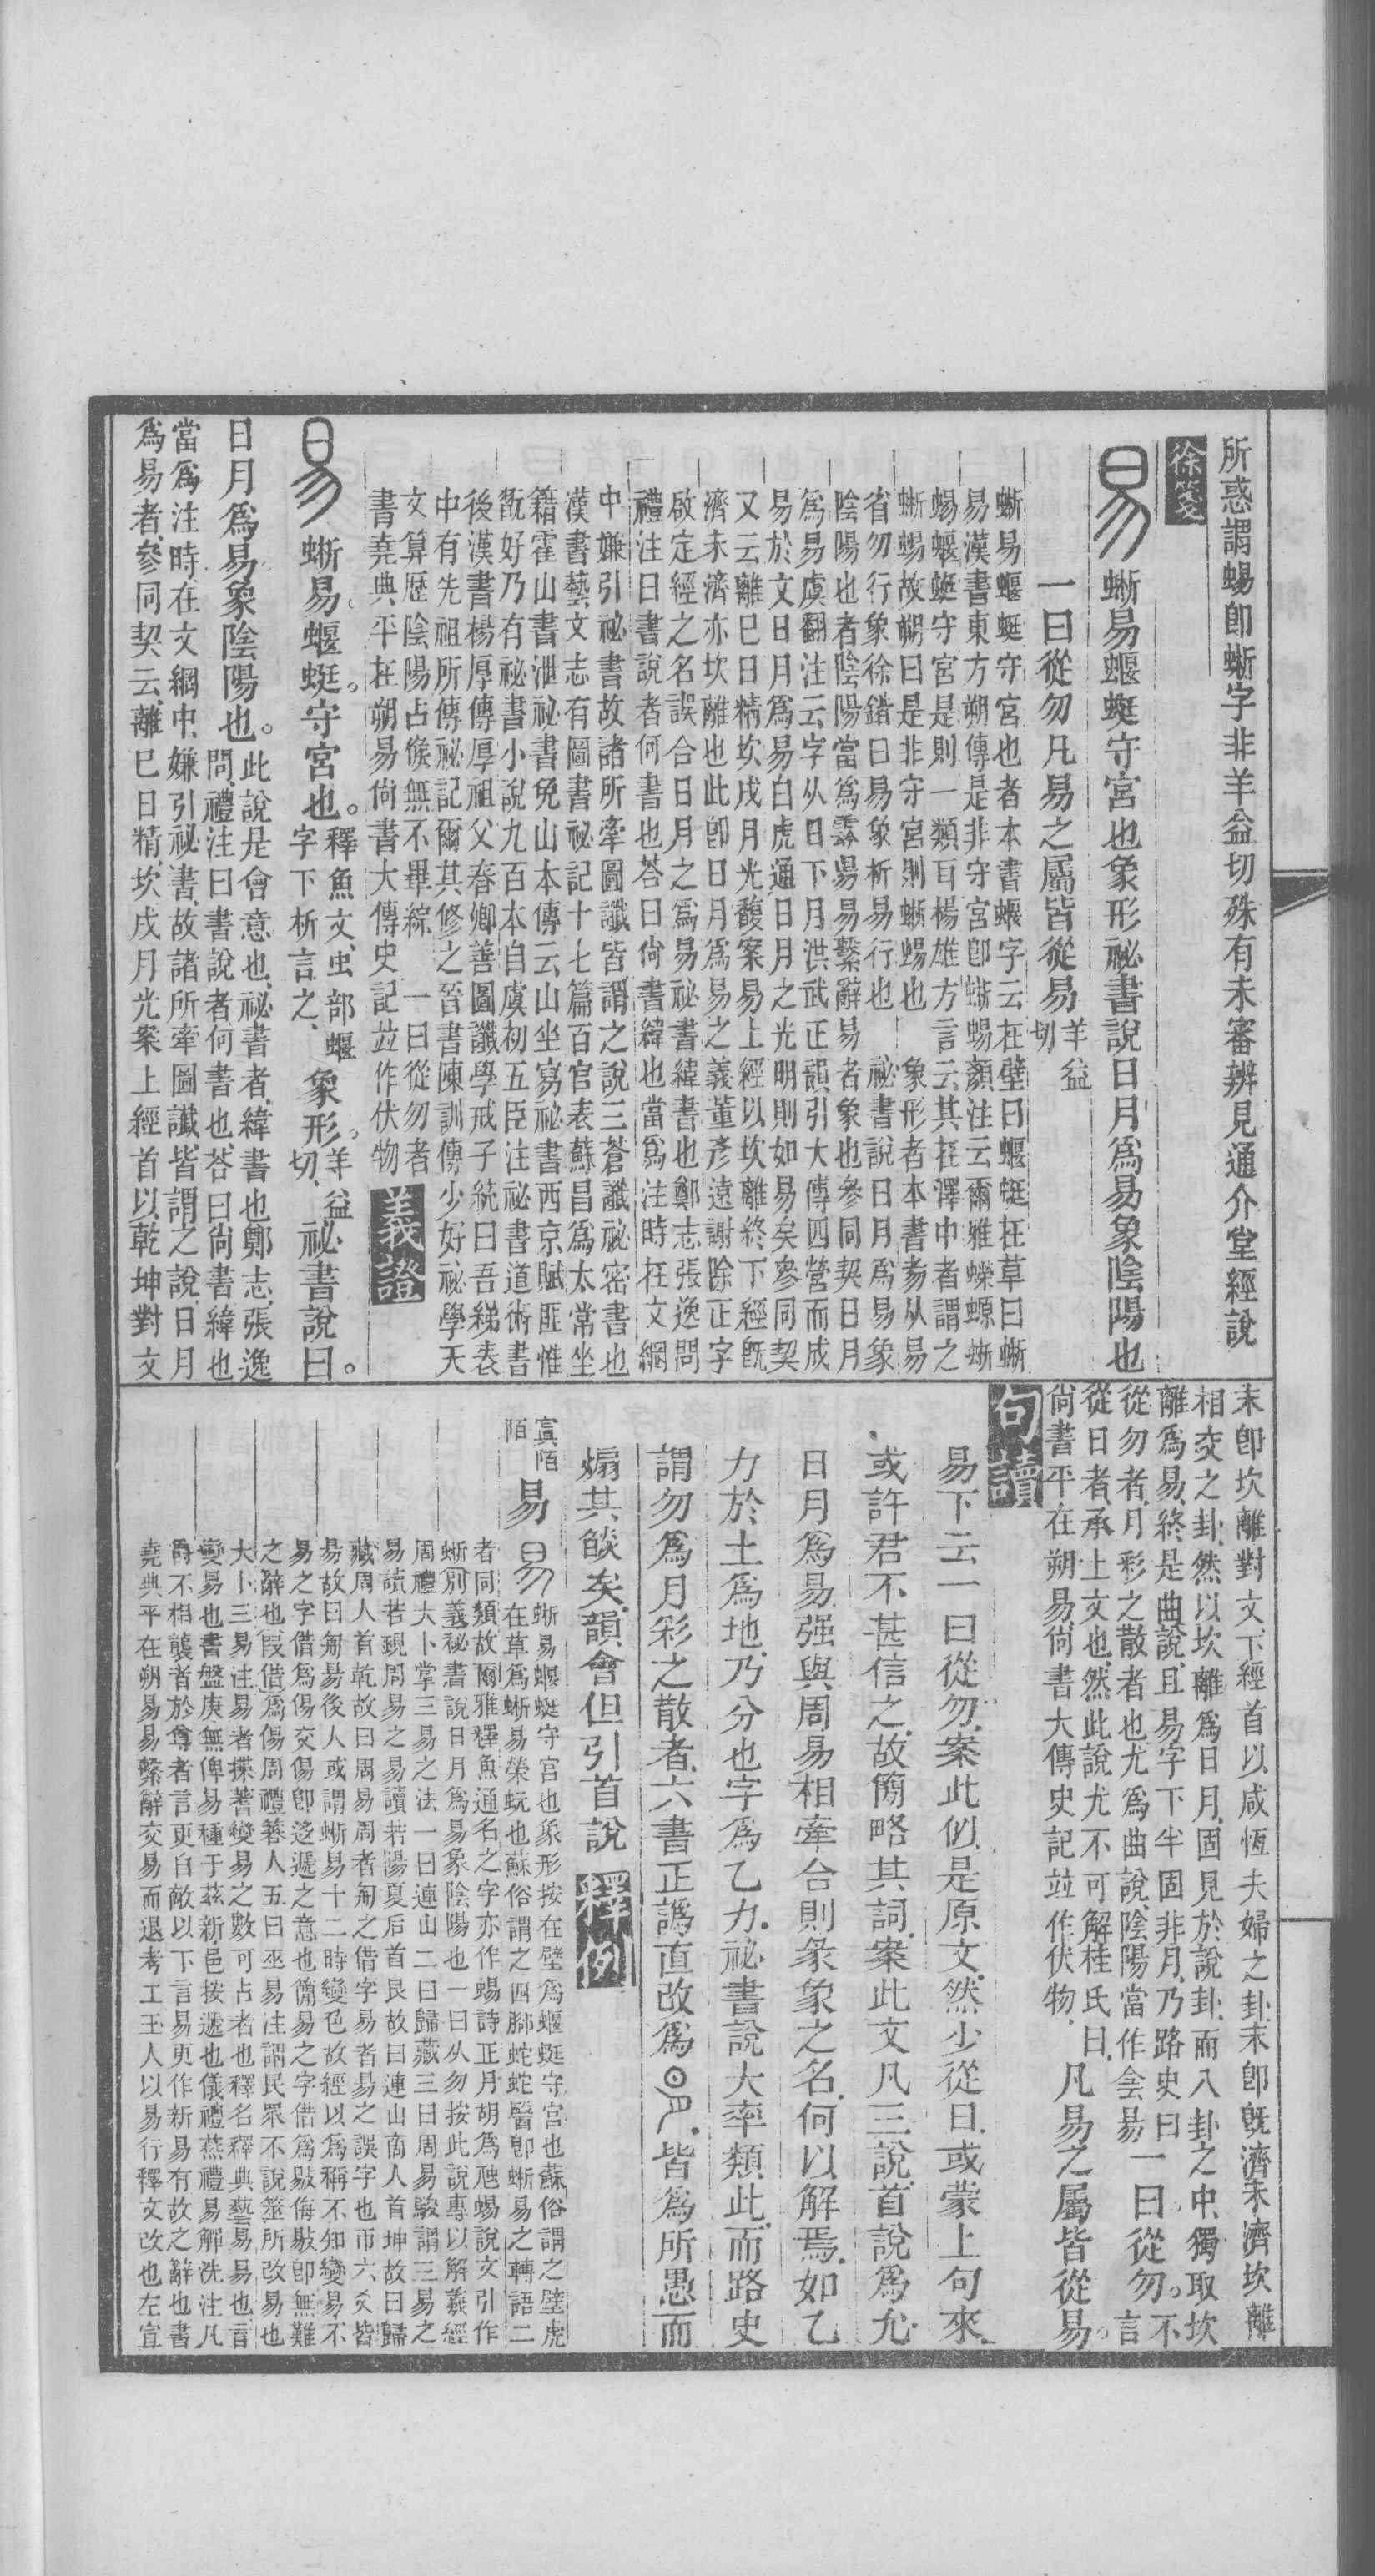 所惑謂蜴卽蜥字非羊益切殊有未審辨見通介堂經說
徐箋
易蜥易蝘蜓守宮也象形祕書說日月爲易象陰陽也
一曰從勿凡易之屬皆從易羊益切
蜥易蝘蜓守宮也者本書蝘字云在壁曰蝘蜓在草曰蜥
易漢書東方朔傳是非守宮卽蜥蜴顏注云爾雅蠑螈蜥
蜴蝘蜓守宮是則一類耳楊雄方言云其在澤中者謂之
蜥蜴故朔曰是非守宮則蜥蜴也　象形者本書豸从易
省勿行象徐鍇曰易象析易行也　祕書說日月爲易象
陰陽也者陰陽當爲霒昜易繫辭易者象也參同契日月
爲易虞翻注云字从日下月洪武正韻引大傳四營而成
易於文日月爲易白虎通日月之光明則如易矣參同契
又云離巳日精坎戊月光馥案易上經以坎離終下經旣
濟未濟亦坎離也此卽日月爲易之義董彥遠謝除正字
啟定經之名誤合日月之爲易祕書緯書也鄭志張逸問
禮注曰書說者何書也荅曰尙書緯也當爲注時在文網
中嫌引祕書故諸所牽圖讖皆謂之說三蒼讖祕密書也
漢書藝文志有圖書祕記十七篇百官表蘇昌爲太常坐
籍霍山書泄祕書免山本傳云山坐寫祕書西京賦匪惟
翫好乃有祕書小說九百本自虞初五臣注祕書道術書
後漢書楊厚傳厚祖父春卿善圖讖學戒子統曰吾綈袠
中有先祖所傳祕記爾其修之晉書陳訓傳少好祕學天
文算歷陰陽占候無不畢綜　一曰從勿者
書堯典平在朔易尙書大傳史記竝作伏物
義證
易蜥易蝘蜓。守宮也。釋魚文、虫部蝘字下析言之、象形。羊益切、祕書說曰。
日月爲易象陰陽也。此說是會意也、祕書者、緯書也、鄭志、張逸問、禮注曰書說者何書也荅曰尙書緯也
當爲注時、在文網中、嫌引祕書、故諸所牽圖讖皆謂之說、日月
爲易者、參同契云、離巳日精、坎戊月光案上經首以乾坤對文
末卽坎離對文、下經首以咸恆夫婦之卦、末卽旣濟未濟坎離
相交之卦、然以坎離爲日月、固見於說卦、而八卦之中、獨取坎
離爲易、終是曲說、且易字下半固非月、乃路史曰一曰從勿。不言
從勿者、月彩之散者也、尤爲曲說、陰陽當作侌昜
從日者、承上文也、然此說尤不可解、桂氏曰、
尙書平在朔易、尙書大傳史記竝作伏物、凡易之屬皆從易。
句讀
易下云一曰從勿、案此似是原文、然少從日、或蒙上句來、
或許君不甚信之、故簡略其詞、案此文凡三說、首說爲允、
日月爲易、强與周易相牽合則彖象之名、何以解焉、如乙
力於土爲地、乃分也字爲乙力、祕書說大率類此、而路史
謂勿爲月彩之散者、六書正譌、直改爲、皆爲所愚而
煽其燄矣、韻會但引首說
釋例
寘陌陌
易易蜥易蝘蜓守宮也象形按在壁爲蝘蜓守宮也蘇俗謂之壁虎
在草爲蜥易榮蚖也蘇俗謂之四腳蛇蛇醫卽蜥易之轉語二
者同類故爾雅釋魚通名之字亦作蜴詩正月胡爲虺蜴說文引作
蜥別義祕書說日月爲易象陰陽也一曰从勿按此說專以解羲經
周禮大卜掌三易之法一曰連山二曰歸藏三曰周易駿謂三易之
易讀若覡周易之易讀若陽夏后首艮故曰連山商人首坤故曰歸
藏周人首乾故曰周易周者匊之借字易者昜之誤字也帀六爻皆
昜故曰匊昜後人或謂蜥易十二時變色故經以爲稱不知變易不
易之字借爲傷交傷卽迻遞之意也簡易之字借爲敡侮敡卽無難
之辭也叚借爲傷周禮簭人五曰巫易注謂民眾不說筮所改易也
大卜三易注易者揲蓍變易之數可占者也釋名釋典藝易易也言
變易也書盤庚無俾易種于茲新邑按遞也儀禮燕禮易觶洗注凡
爵不相襲者於尊者言更自敵以下言易更作新易有故之辭也書
堯典平在朔易易繫辭交易而退考工玉人以易行釋文改也左宣